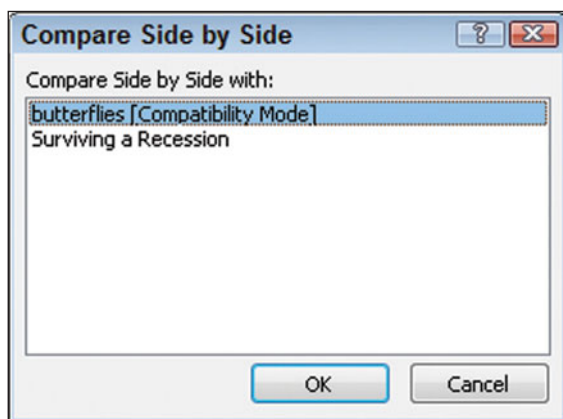 Compare Side by Side
Compare Side by Side with:
butterflies [Compatibility Mode]
Surviving a Recession
OK
Cancel